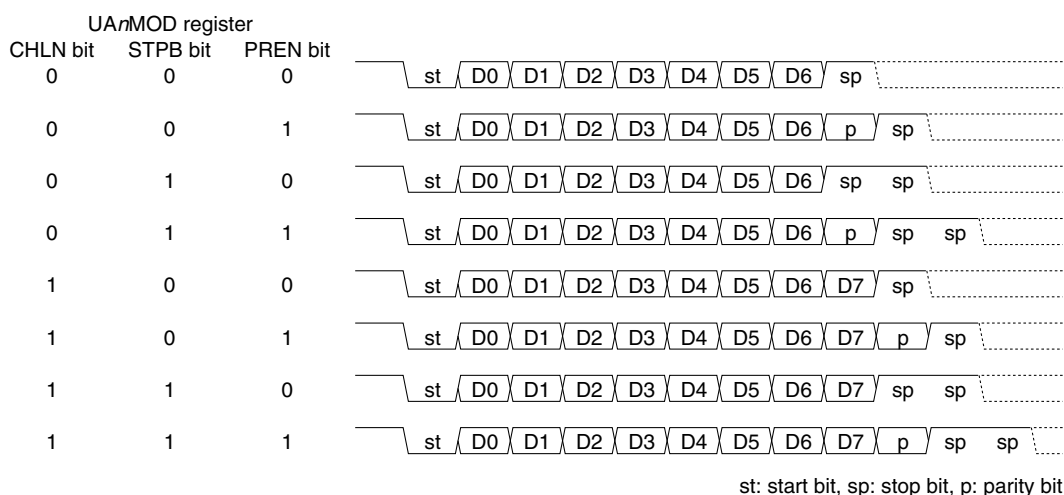 UAnMOD register
CHLN bit STPB bit PREN bit
0 0 0 st D0 D1 D2 D3 D4 D5 D6 sp
0 0 1 st D0 D1 D2 D3 D4 D5 D6 p sp
0 1 0 st D0 D1 D2 D3 D4 D5 D6 sp sp
0 1 1 st D0 D1 D2 D3 D4 D5 D6 p sp sp
1 0 0 st D0 D1 D2 D3 D4 D5 D6 D7 sp
1 0 1 st D0 D1 D2 D3 D4 D5 D6 D7 p sp
1 1 0 st D0 D1 D2 D3 D4 D5 D6 D7 sp sp
1 1 1 st D0 D1 D2 D3 D4 D5 D6 D7 p sp sp
st: start bit, sp: stop bit, p: parity bit